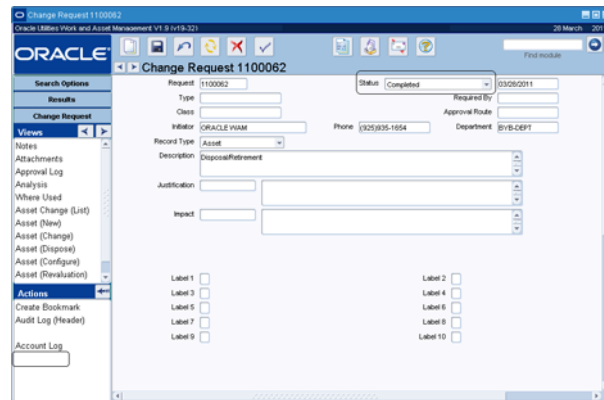 Change Request 1100062
Oracle Utilities Work and Asset Management V1.9 (v19-32) 28 March 201
ORACLE
Find module
Change Request 1100062
Search Options
Results
Change Request
Views
Notes
Attachments
Approval Log
Analysis
Where Used
Asset Change (List)
Asset (New)
Asset (Change)
Asset (Dispose)
Asset (Configure)
Asset (Revaluation)
Actions
Create Bookmark
Audit Log (Header)
Account Log
Request 1100062 Status Completed 03/28/2011
Type Required By
Class Approval Route
Initiator ORACLE WAM Phone (925)935-1654 Department BYB-DEPT
Record Type Asset
Description Disposal/Retirement
Justification
Impact
Label 1 Label 2
Label 3 Label 4
Label 5 Label 6
Label 7 Label 8
Label 9 Label 10